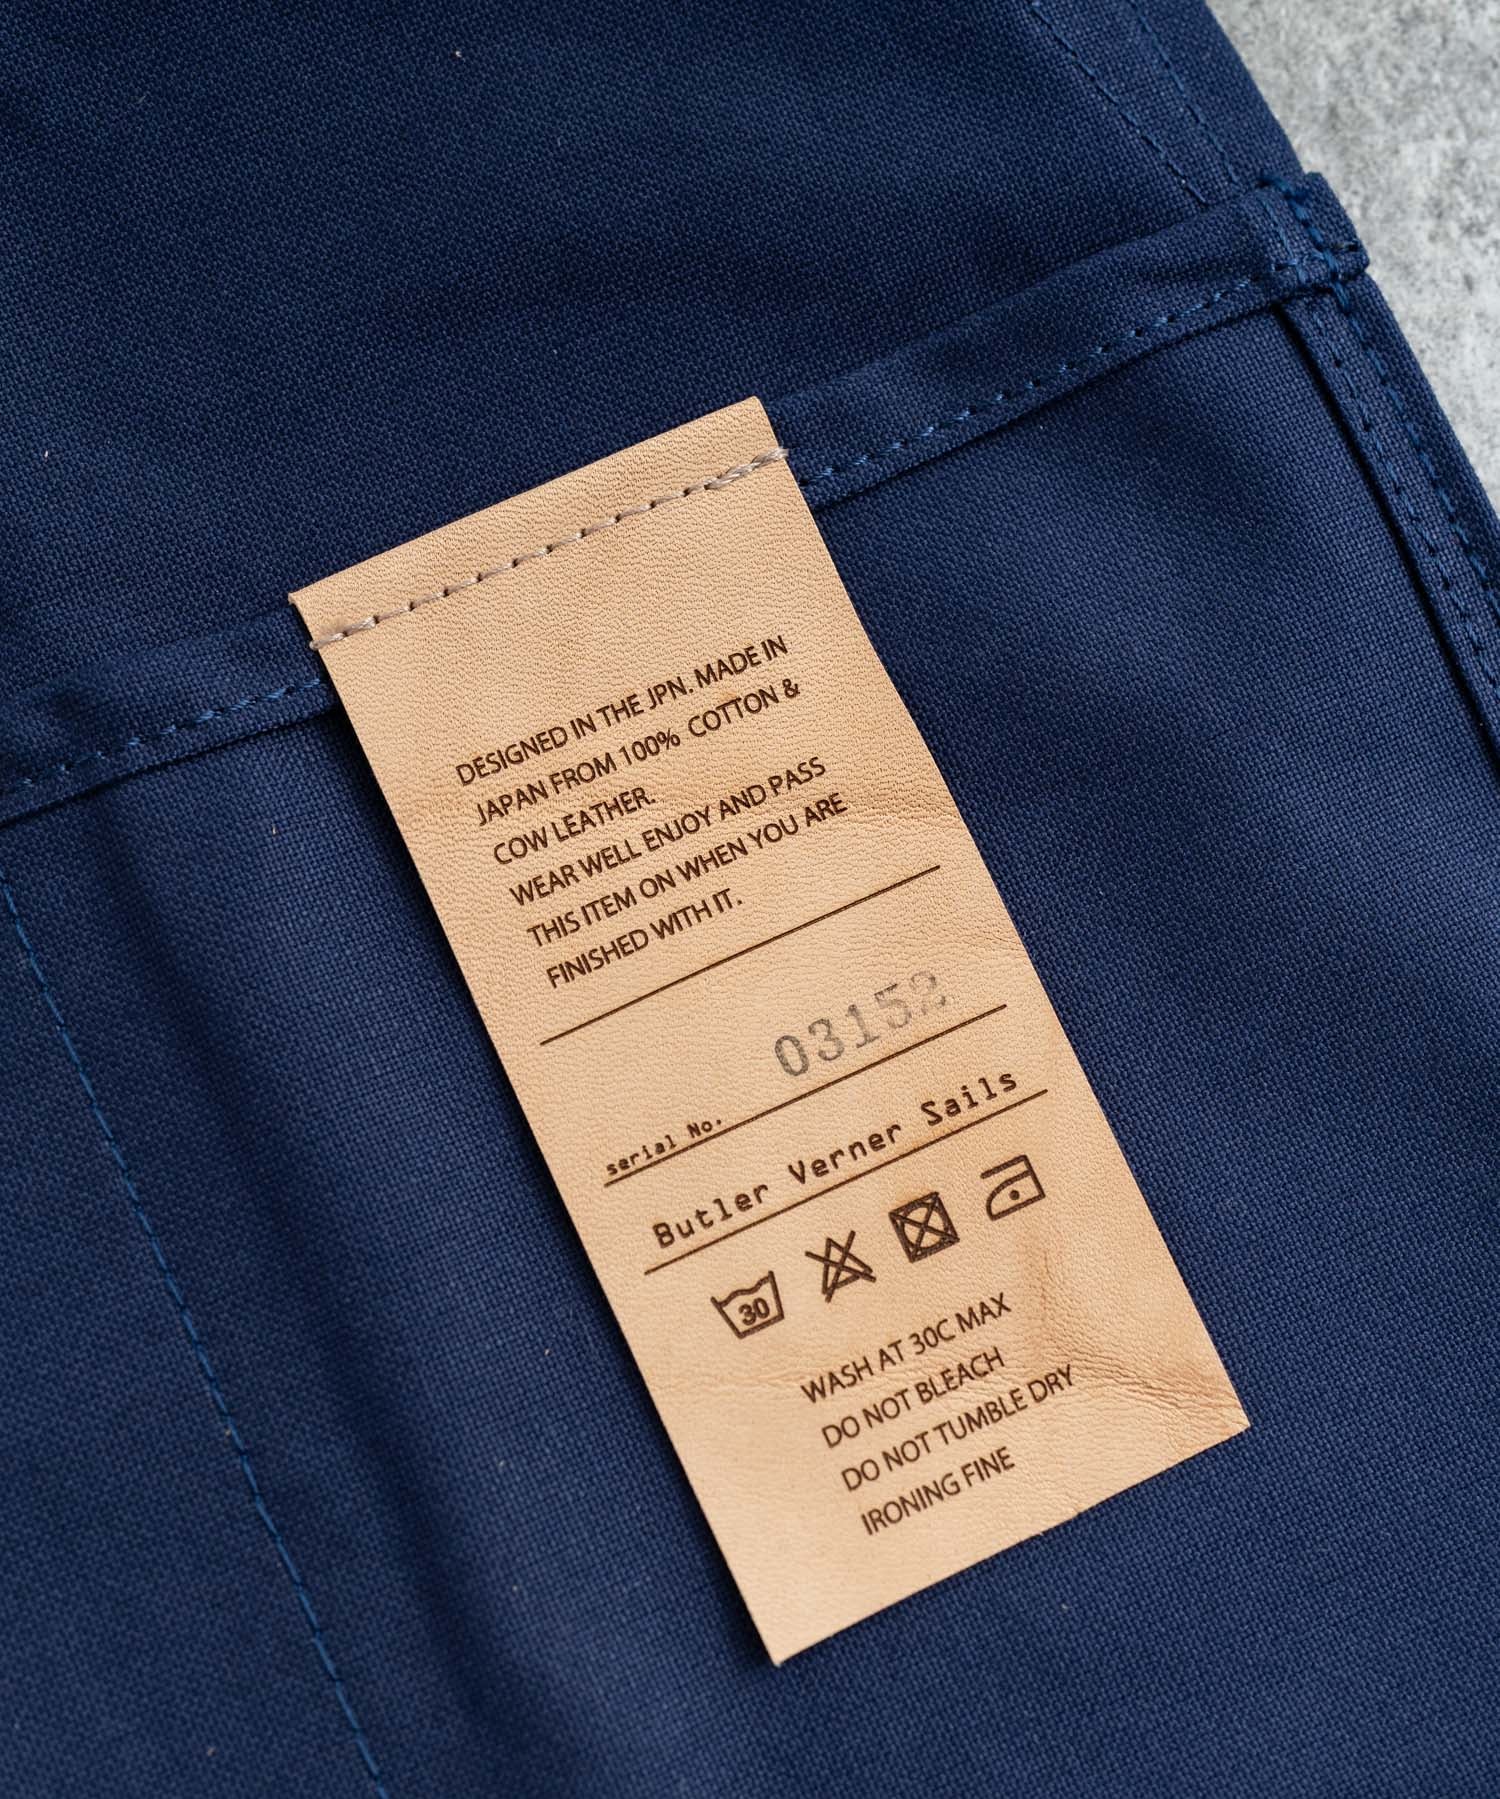 DESIGNED IN THE JPN. MADE IN
JAPAN FROM 100% COTTON &
COW LEATHER.
WEAR WELL ENJOY AND PASS
THIS ITEM ON WHEN YOU ARE
FINISHED WITH IT.
serial No. 03152
Butler Verner Sails
30
WASH AT 30C MAX
DO NOT BLEACH
DO NOT TUMBLE DRY
IRONING FINE